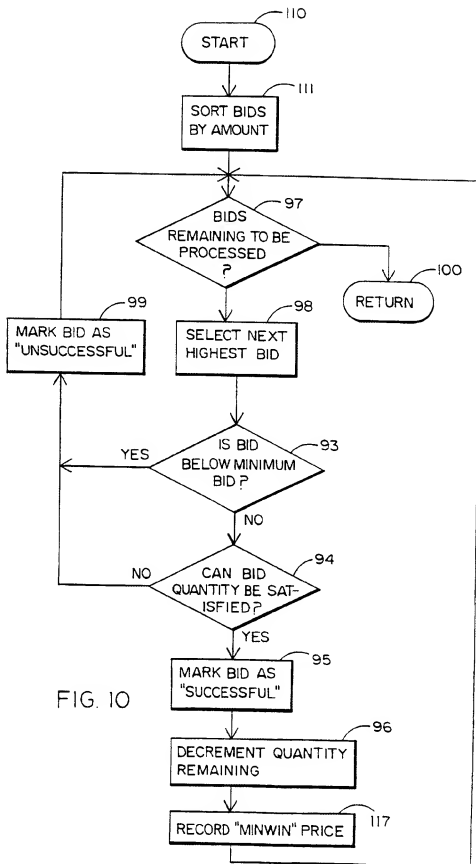 110
START
111
SORT BIDS
BY AMOUNT
97
BIDS
REMAINING TO BE
PROCESSED
?
100
RETURN
99
MARK BID AS
"UNSUCCESSFUL"
98
SELECT NEXT
HIGHEST BID
93
YES
IS BID
BELOW MINIMUM
BID?
NO
94
NO
CAN BID
QUANTITY BE SAT-
ISFIED?
YES
95
MARK BID AS
"SUCCESSFUL"
FIG. 10
96
DECREMENT QUANTITY
REMAINING
117
RECORD "MINWIN" PRICE